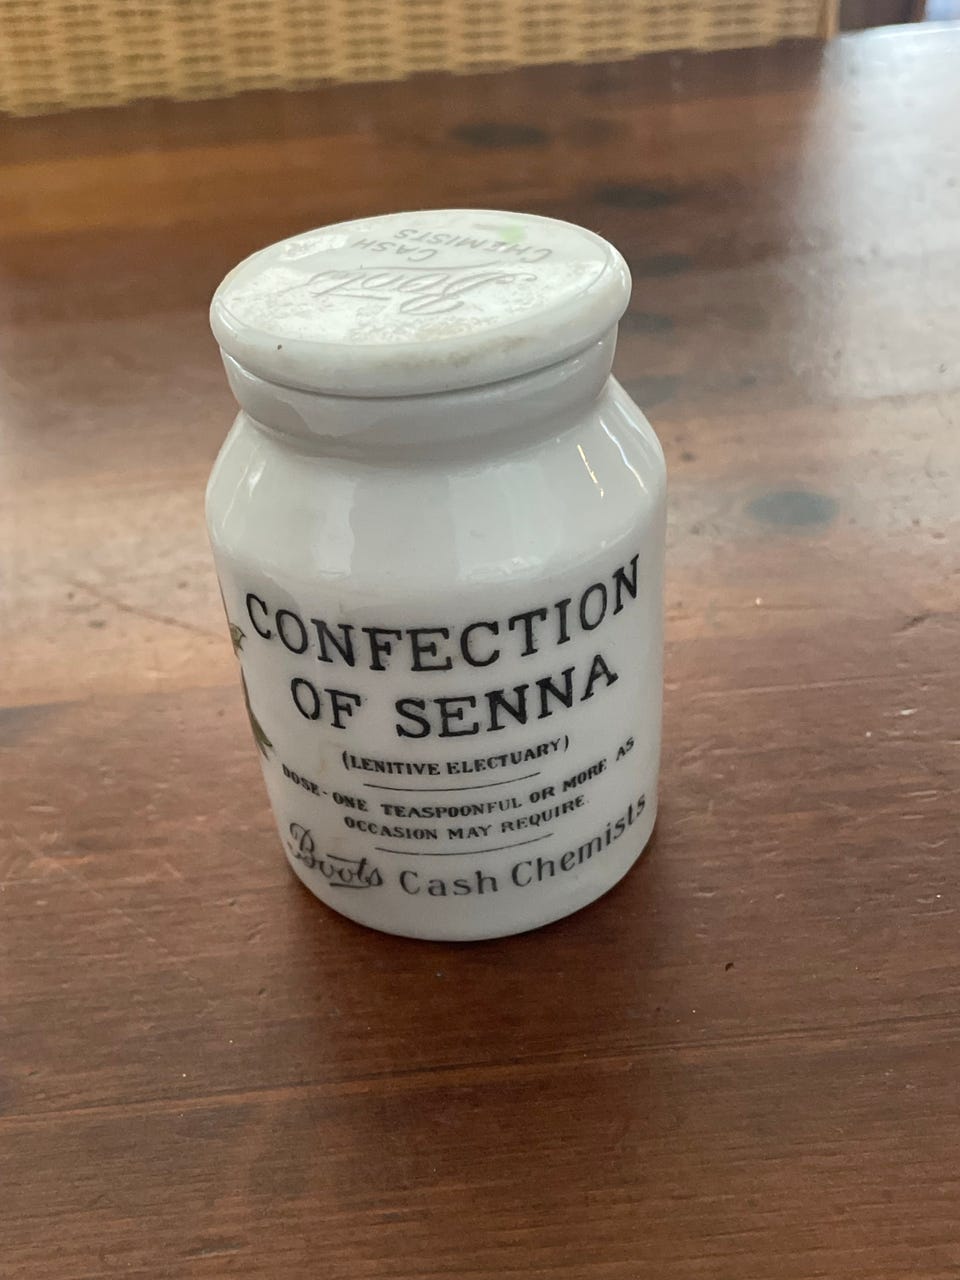 Boots
CASH
CHEMISTS
CONFECTION
OF SENNA
(LENITIVE ELECTUARY)
DOSE-ONE TEASPOONFUL OR MORE AS
OCCASION MAY REQUIRE.
Boots Cash Chemists